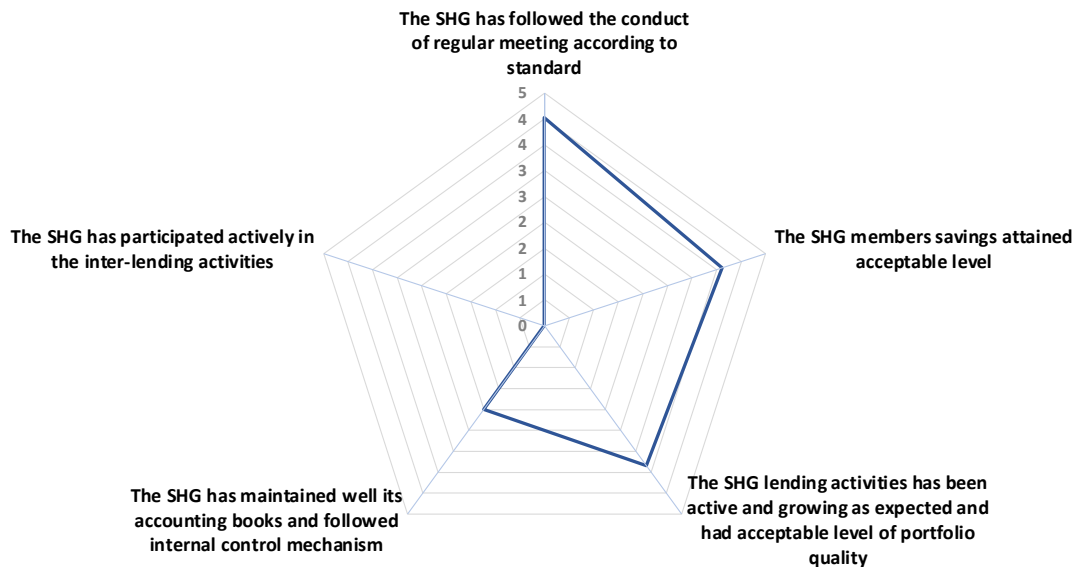 The SHG has followed the conduct
of regular meeting according to
standard
5
4
4
3
3
2
2
1
1
0
The SHG has participated actively in
the inter-lending activities
The SHG members savings attained
acceptable level
The SHG has maintained well its
accounting books and followed
internal control mechanism
The SHG lending activities has been
active and growing as expected and
had acceptable level of portfolio
quality